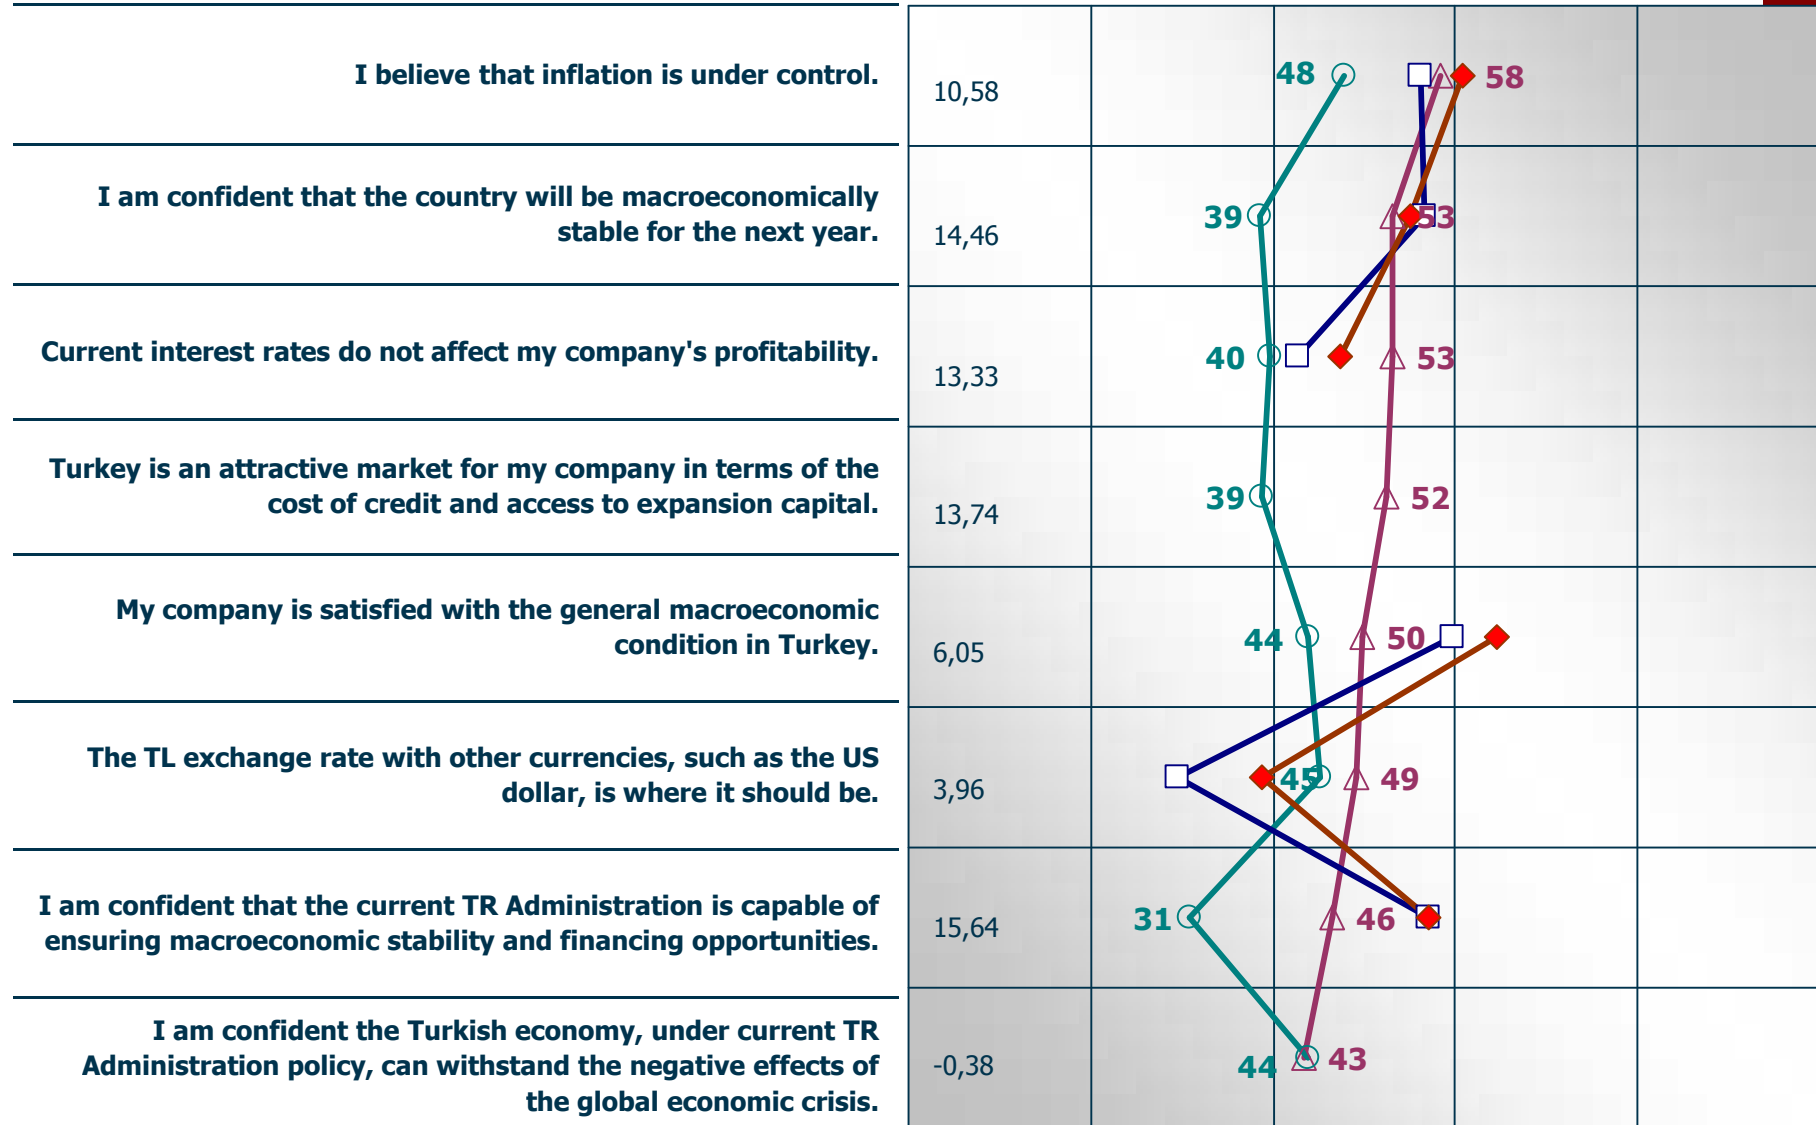 I believe that inflation is under control.
10,58
48
58
I am confident that the country will be macroeconomically
stable for the next year.
14,46
39
53
Current interest rates do not affect my company's profitability.
13,33
40
53
Turkey is an attractive market for my company in terms of the
cost of credit and access to expansion capital.
13,74
39
52
My company is satisfied with the general macroeconomic
condition in Turkey.
6,05
44
50
The TL exchange rate with other currencies, such as the US
dollar, is where it should be.
3,96
45
49
I am confident that the current TR Administration is capable of
ensuring macroeconomic stability and financing opportunities.
15,64
31
46
I am confident the Turkish economy, under current TR
Administration policy, can withstand the negative effects of
the global economic crisis.
-0,38
44
43